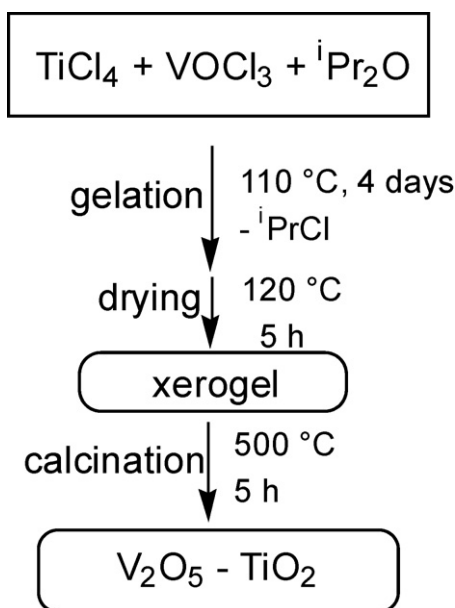 TiCl₄ + VOCl₃ + ⁱPr₂O
gelation
110 °C, 4 days
- ⁱPrCl
drying
120 °C
5 h
xerogel
calcination
500 °C
5 h
V₂O₅ - TiO₂